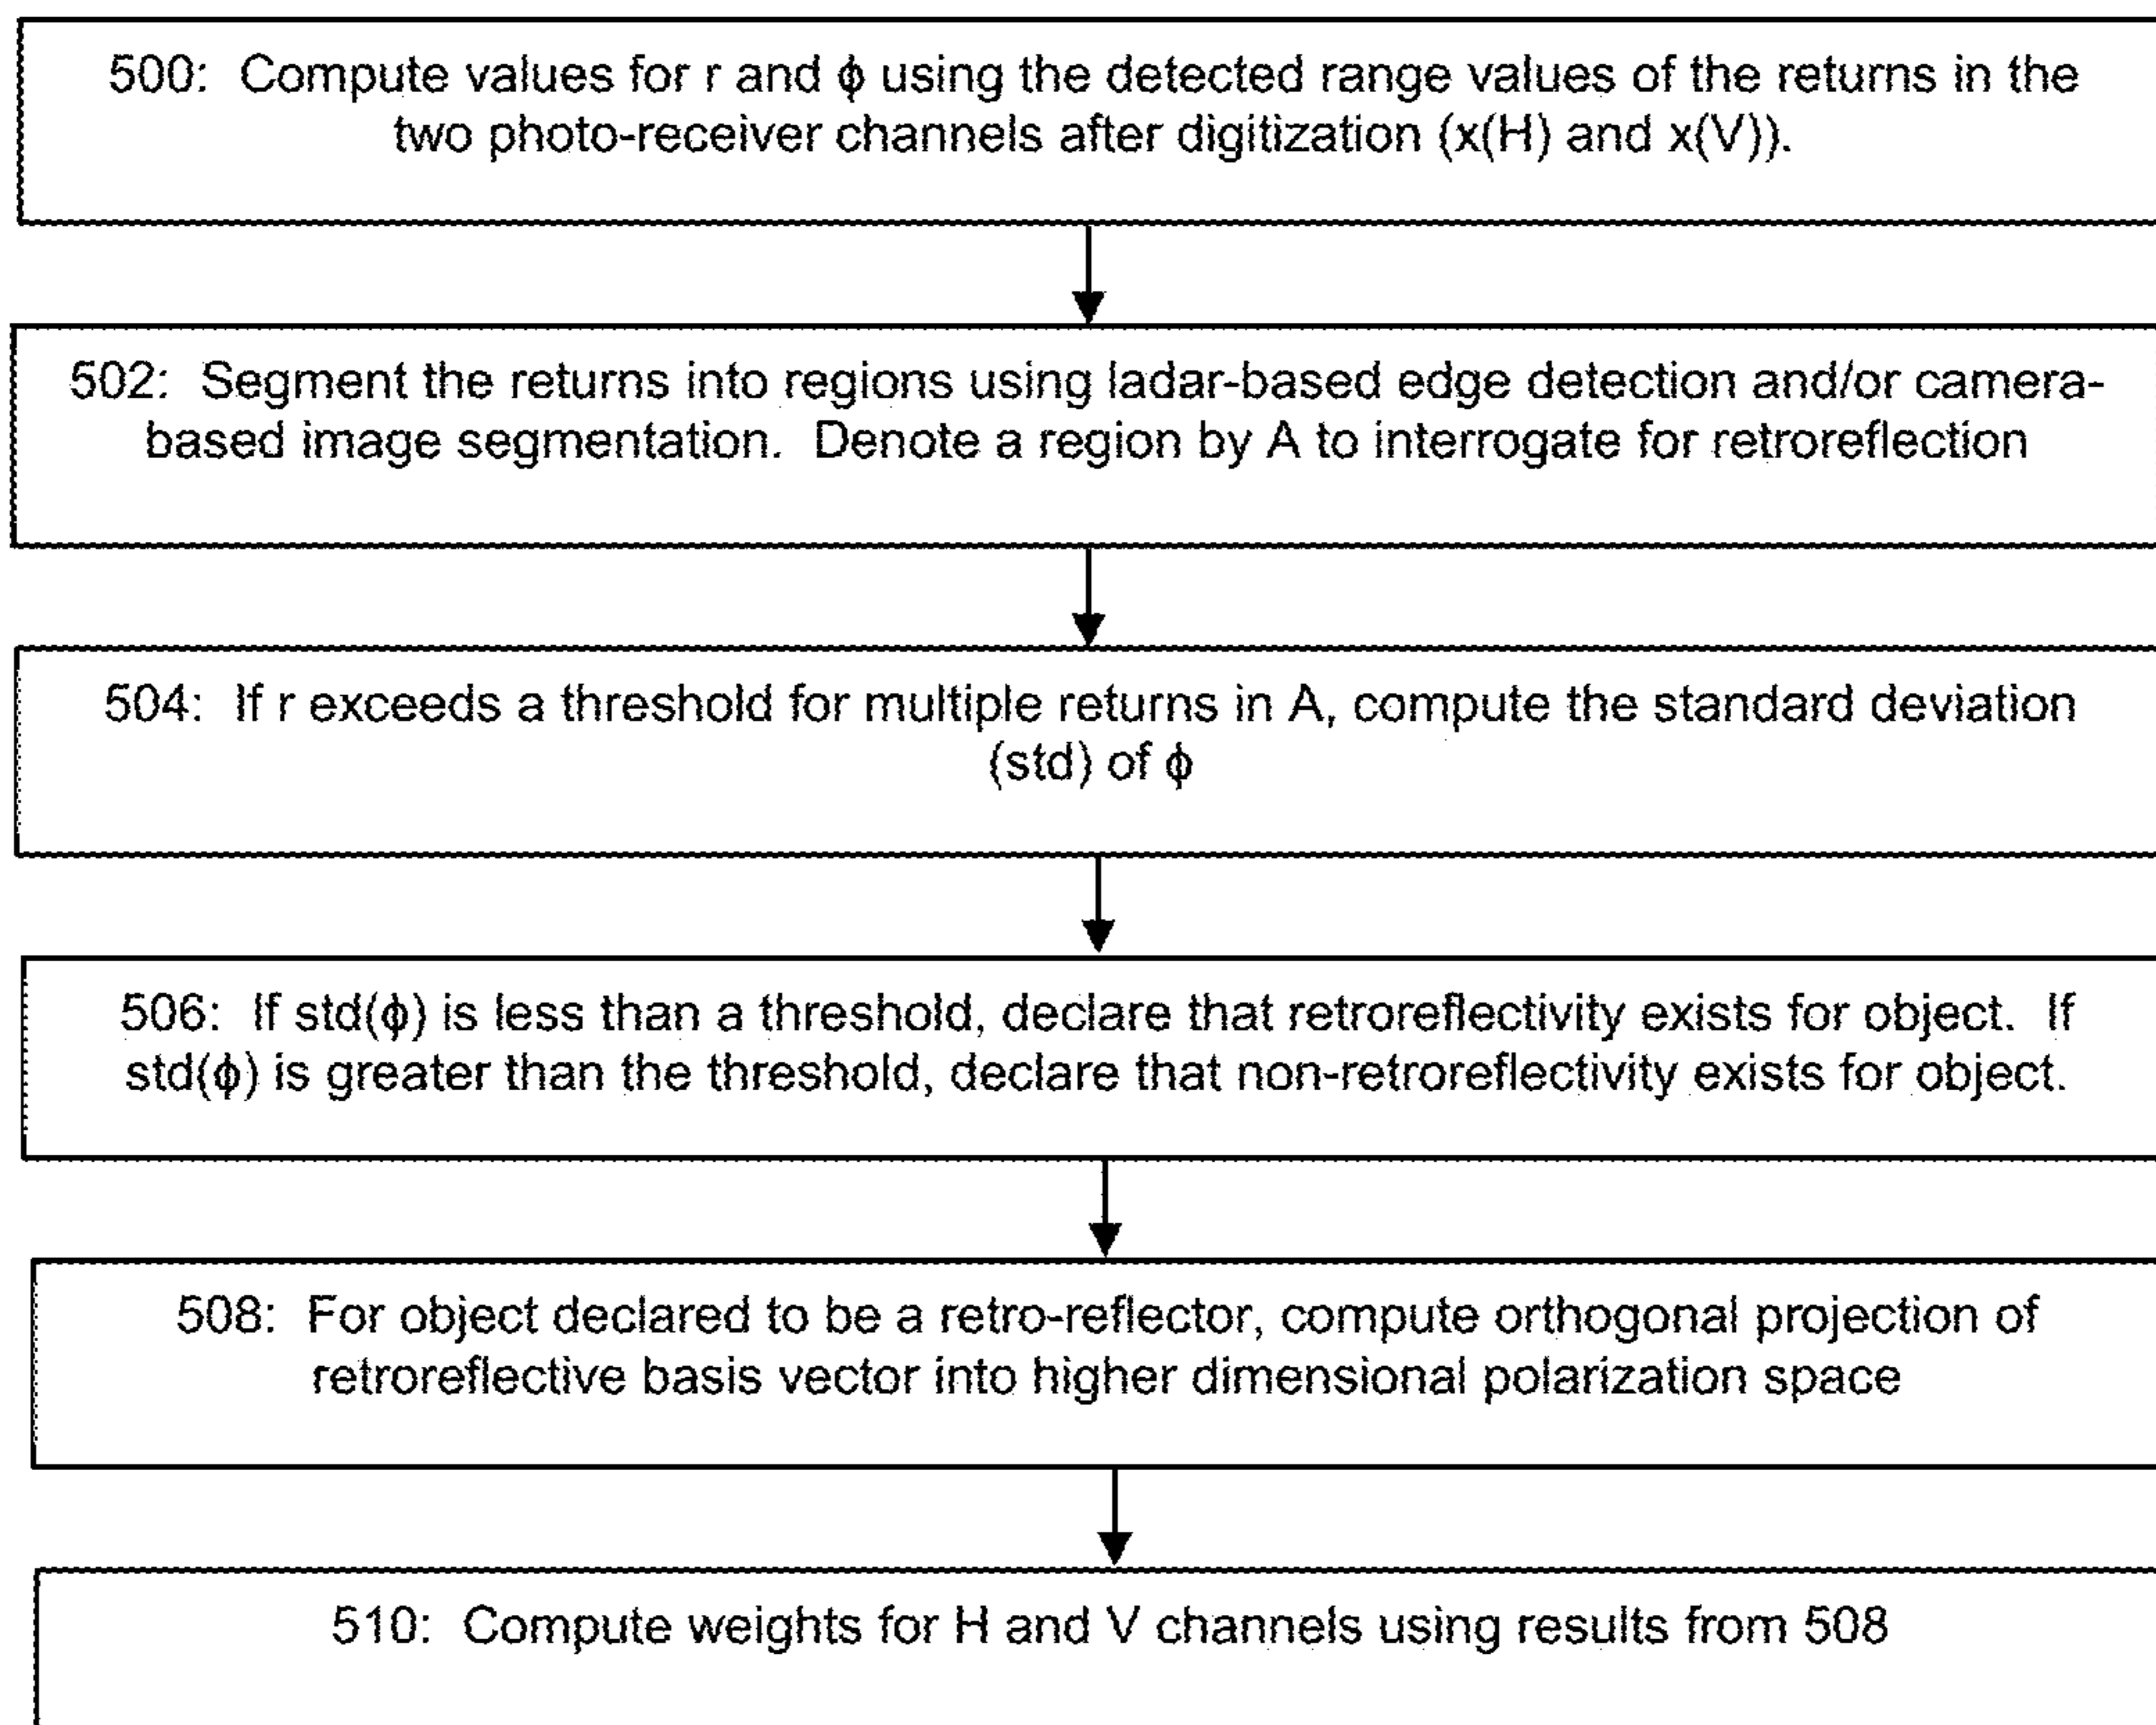 500: Compute values for r and ϕ using the detected range values of the returns in the
two photo-receiver channels after digitization (x(H) and x(V)).
502: Segment the returns into regions using ladar-based edge detection and/or camera-
based image segmentation. Denote a region by A to interrogate for retroreflection
504: If r exceeds a threshold for multiple returns in A, compute the standard deviation
(std) of ϕ
506: If std(ϕ) is less than a threshold, declare that retroreflectivity exists for object. If
std(ϕ) is greater than the threshold, declare that non-retroreflectivity exists for object.
508: For object declared to be a retro-reflector, compute orthogonal projection of
retroreflective basis vector into higher dimensional polarization space
510: Compute weights for H and V channels using results from 508